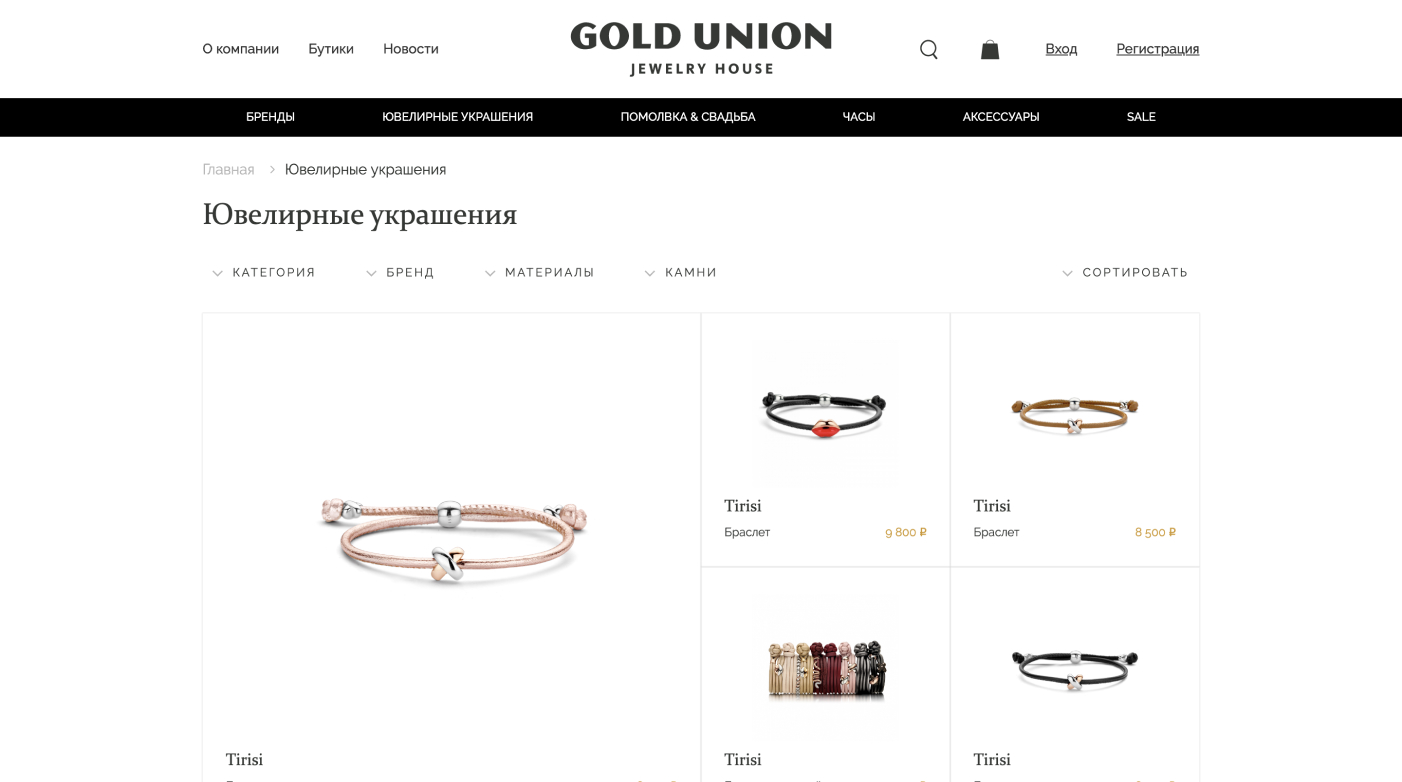 О компании Бутики Новости
GOLD UNION
JEWELRY HOUSE
Вход Регистрация
БРЕНДЫ ЮВЕЛИРНЫЕ УКРАШЕНИЯ ПОМОЛВКА & СВАДЬБА ЧАСЫ АКСЕССУАРЫ SALE
Главная > Ювелирные украшения
Ювелирные украшения
КАТЕГОРИЯ БРЕНД МАТЕРИАЛЫ КАМНИ СОРТИРОВАТЬ
Tirisi Tirisi
Браслет 9 800 ₽ Браслет 8 500 ₽
Tirisi Tirisi Tirisi